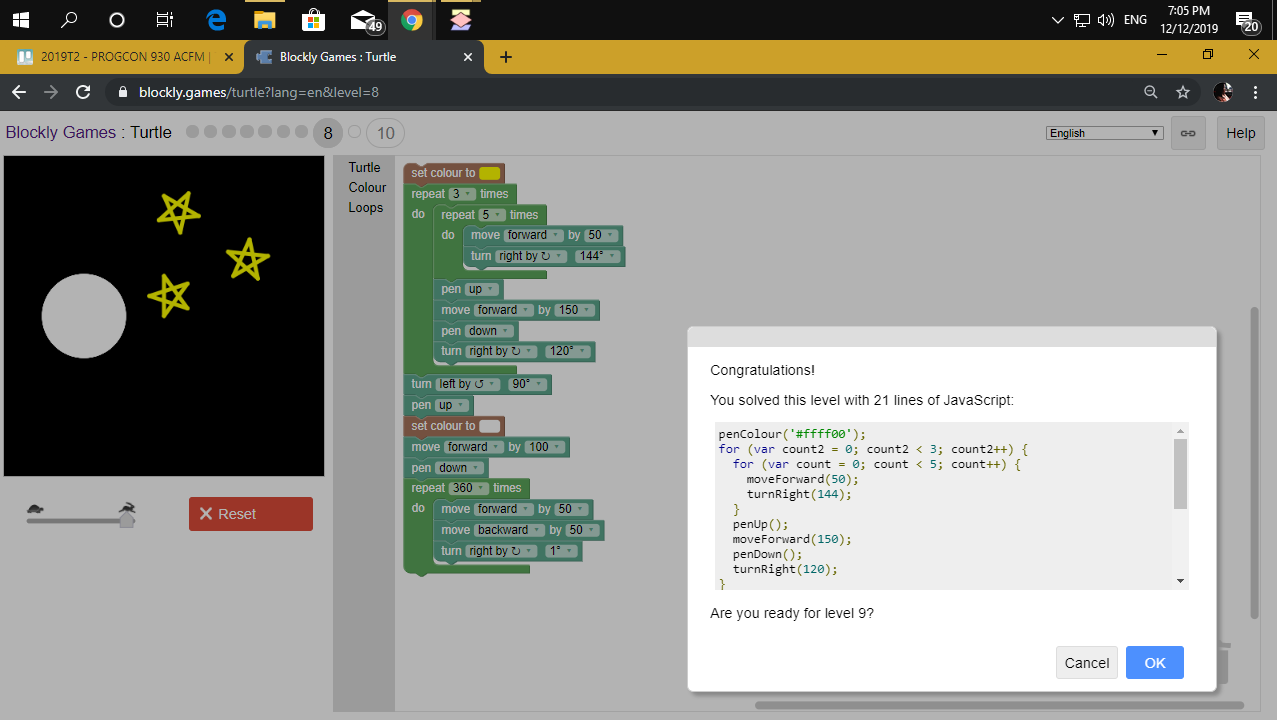 49
ENG
7:05 PM
12/12/2019
20
2019T2 - PROGCON 930 ACFM |
Blockly Games : Turtle
blockly.games/turtle?lang=en&level=8
Blockly Games : Turtle
8
10
English
Help
Turtle
Colour
Loops
set colour to
repeat 3 times
do repeat 5 times
do move forward by 50
turn right by ↻ 144°
pen up
move forward by 150
pen down
turn right by ↻ 120°
turn left by ↺ 90°
pen up
set colour to
move forward by 100
pen down
repeat 360 times
do move forward by 50
move backward by 50
turn right by ↻ 1°
Reset
Congratulations!
You solved this level with 21 lines of JavaScript:
penColour('#ffff00');
for (var count2 = 0; count2 < 3; count2++) {
for (var count = 0; count < 5; count++) {
moveForward(50);
turnRight(144);
}
penUp();
moveForward(150);
penDown();
turnRight(120);
}
Are you ready for level 9?
Cancel
OK